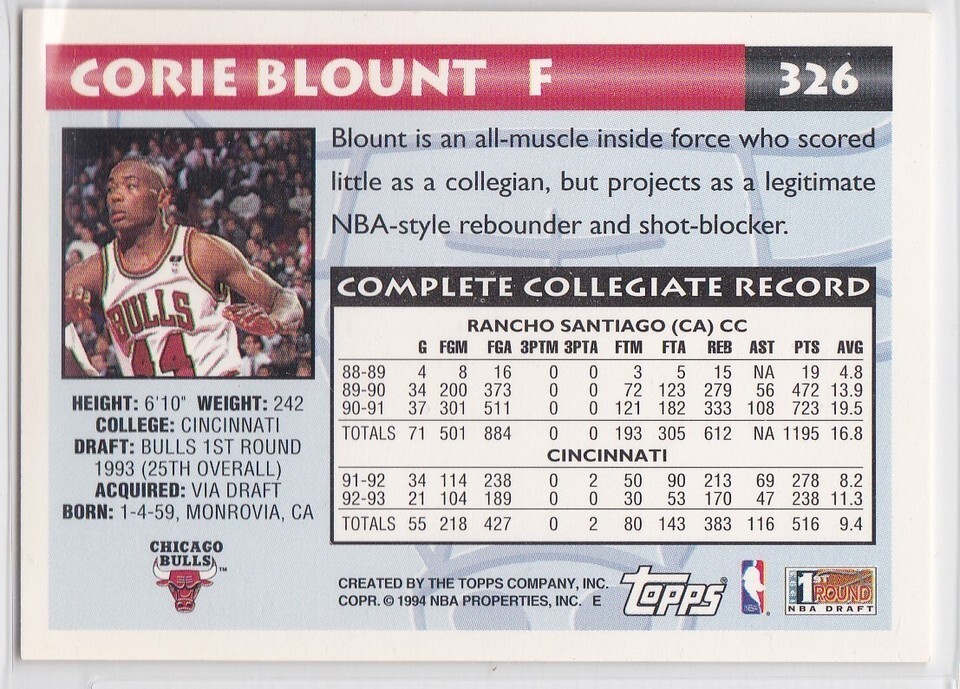 CORIE BLOUNT F 326
Blount is an all-muscle inside force who scored
little as a collegian, but projects as a legitimate
NBA-style rebounder and shot-blocker.
BULLS
44
HEIGHT: 6'10" WEIGHT: 242
COLLEGE: CINCINNATI
DRAFT: BULLS 1ST ROUND
1993 (25TH OVERALL)
ACQUIRED: VIA DRAFT
BORN: 1-4-59, MONROVIA, CA
CHICAGO
BULLS TM
COMPLETE COLLEGIATE RECORD
RANCHO SANTIAGO (CA) CC
G FGM FGA 3PTM 3PTA FTM FTA REB AST PTS AVG
88-89 4 8 16 0 0 3 5 15 NA 19 4.8
89-90 34 200 373 0 0 72 123 279 56 472 13.9
90-91 37 301 511 0 0 121 182 333 108 723 19.5
TOTALS 71 501 884 0 0 193 305 612 NA 1195 16.8
CINCINNATI
91-92 34 114 238 0 2 50 90 213 69 278 8.2
92-93 21 104 189 0 0 30 53 170 47 238 11.3
TOTALS 55 218 427 0 2 80 143 383 116 516 9.4
CREATED BY THE TOPPS COMPANY, INC.
COPR. © 1994 NBA PROPERTIES, INC. E
Topps®
NBA ®
1ST
ROUND
NBA DRAFT